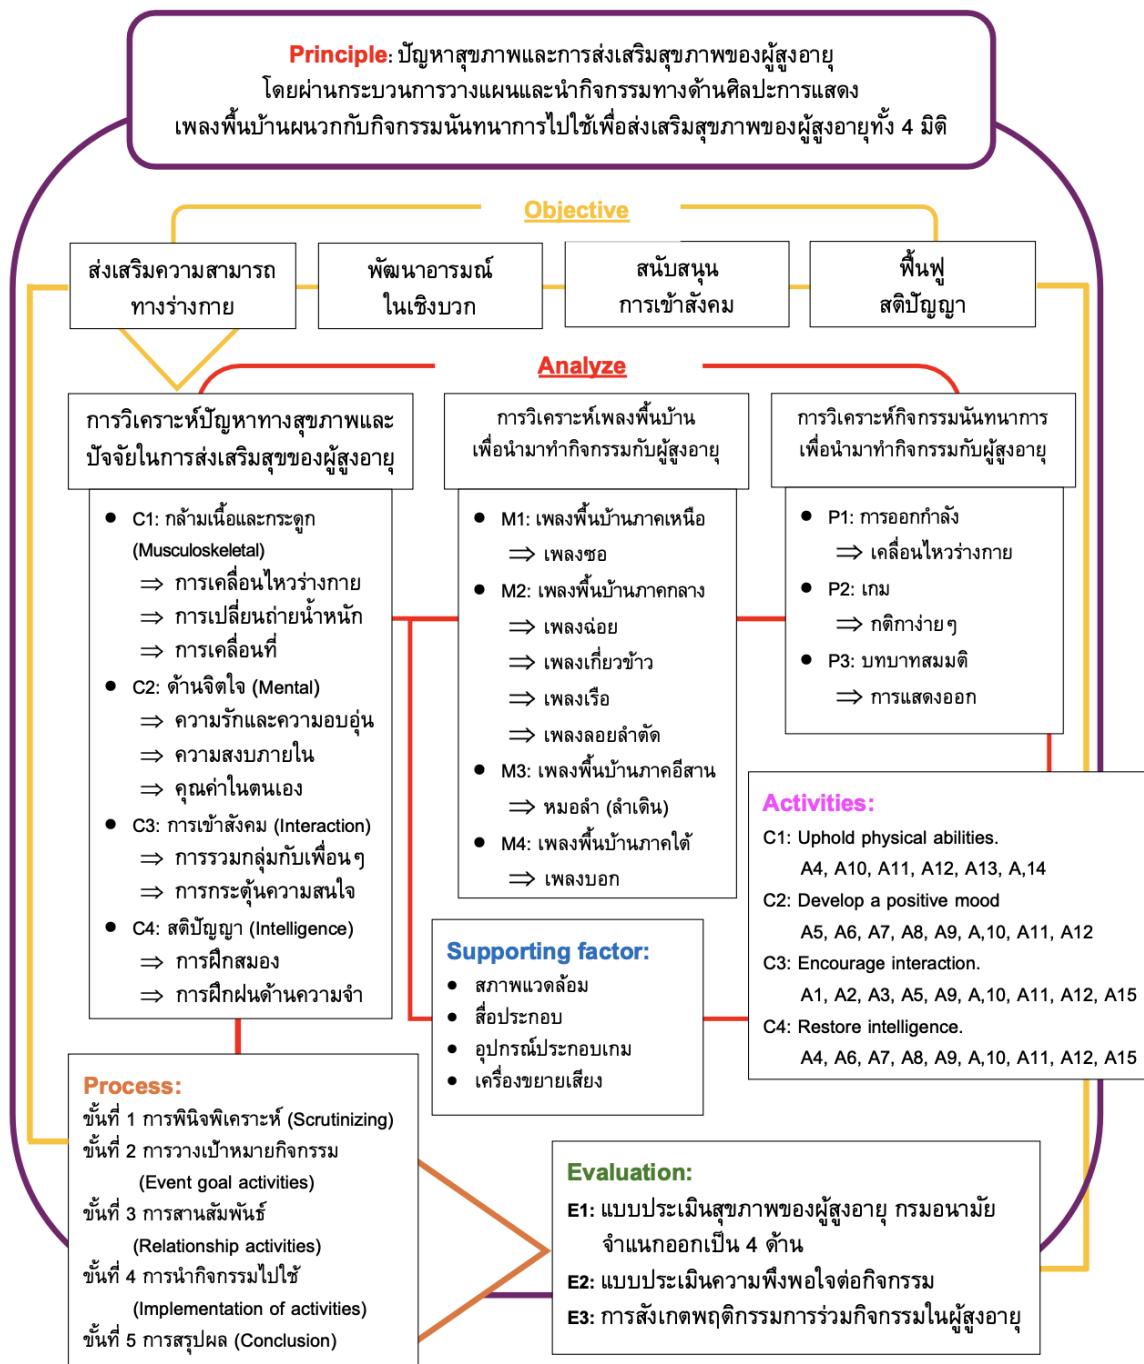 Principle: ปัญหาสุขภาพและการส่งเสริมสุขภาพของผู้สูงอายุ
โดยผ่านกระบวนการวางแผนและนำกิจกรรมทางด้านศิลปะการแสดง
เพลงพื้นบ้านผนวกกับกิจกรรมนันทนาการไปใช้เพื่อส่งเสริมสุขภาพของผู้สูงอายุทั้ง 4 มิติ
Objective
ส่งเสริมความสามารถ
ทางร่างกาย
พัฒนาอารมณ์
ในเชิงบวก
สนับสนุน
การเข้าสังคม
ฟื้นฟู
สติปัญญา
Analyze
การวิเคราะห์ปัญหาทางสุขภาพและ
ปัจจัยในการส่งเสริมสุขของผู้สูงอายุ
● C1: กล้ามเนื้อและกระดูก
(Musculoskeletal)
⇒ การเคลื่อนไหวร่างกาย
⇒ การเปลี่ยนถ่ายน้ำหนัก
⇒ การเคลื่อนที่
● C2: ด้านจิตใจ (Mental)
⇒ ความรักและความอบอุ่น
⇒ ความสงบภายใน
⇒ คุณค่าในตนเอง
● C3: การเข้าสังคม (Interaction)
⇒ การรวมกลุ่มกับเพื่อนๆ
⇒ การกระตุ้นความสนใจ
● C4: สติปัญญา (Intelligence)
⇒ การฝึกสมอง
⇒ การฝึกฝนด้านความจำ
การวิเคราะห์เพลงพื้นบ้าน
เพื่อนำมาทำกิจกรรมกับผู้สูงอายุ
● M1: เพลงพื้นบ้านภาคเหนือ
⇒ เพลงซอ
● M2: เพลงพื้นบ้านภาคกลาง
⇒ เพลงฉ่อย
⇒ เพลงเกี่ยวข้าว
⇒ เพลงเรือ
⇒ เพลงลอยลำตัด
● M3: เพลงพื้นบ้านภาคอีสาน
⇒ หมอลำ (ลำเดิน)
● M4: เพลงพื้นบ้านภาคใต้
⇒ เพลงบอก
การวิเคราะห์กิจกรรมนันทนาการ
เพื่อนำมาทำกิจกรรมกับผู้สูงอายุ
● P1: การออกกำลัง
⇒ เคลื่อนไหวร่างกาย
● P2: เกม
⇒ กติกาง่ายๆ
● P3: บทบาทสมมติ
⇒ การแสดงออก
Activities:
C1: Uphold physical abilities.
A4, A10, A11, A12, A13, A,14
C2: Develop a positive mood
A5, A6, A7, A8, A9, A,10, A11, A12
C3: Encourage interaction.
A1, A2, A3, A5, A9, A,10, A11, A12, A15
C4: Restore intelligence.
A4, A6, A7, A8, A9, A,10, A11, A12, A15
Supporting factor:
● สภาพแวดล้อม
● สื่อประกอบ
● อุปกรณ์ประกอบเกม
● เครื่องขยายเสียง
Process:
ขั้นที่ 1 การพินิจพิเคราะห์ (Scrutinizing)
ขั้นที่ 2 การวางเป้าหมายกิจกรรม
(Event goal activities)
ขั้นที่ 3 การสานสัมพันธ์
(Relationship activities)
ขั้นที่ 4 การนำกิจกรรมไปใช้
(Implementation of activities)
ขั้นที่ 5 การสรุปผล (Conclusion)
Evaluation:
E1: แบบประเมินสุขภาพของผู้สูงอายุ กรมอนามัย
จำแนกออกเป็น 4 ด้าน
E2: แบบประเมินความพึงพอใจต่อกิจกรรม
E3: การสังเกตพฤติกรรมการร่วมกิจกรรมในผู้สูงอายุ